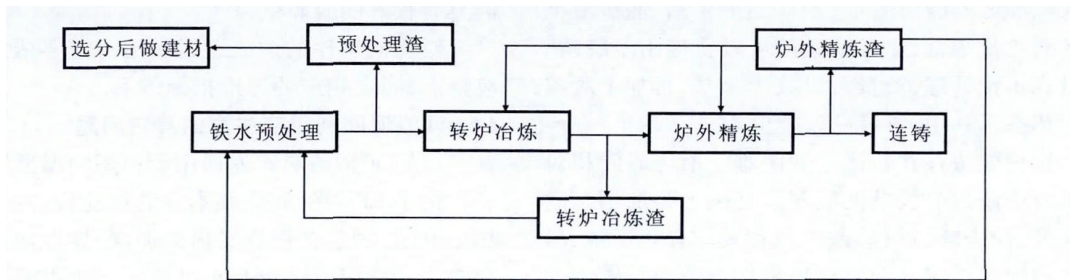 选分后做建材
预处理渣
炉外精炼渣
铁水预处理
转炉冶炼
炉外精炼
连铸
转炉冶炼渣